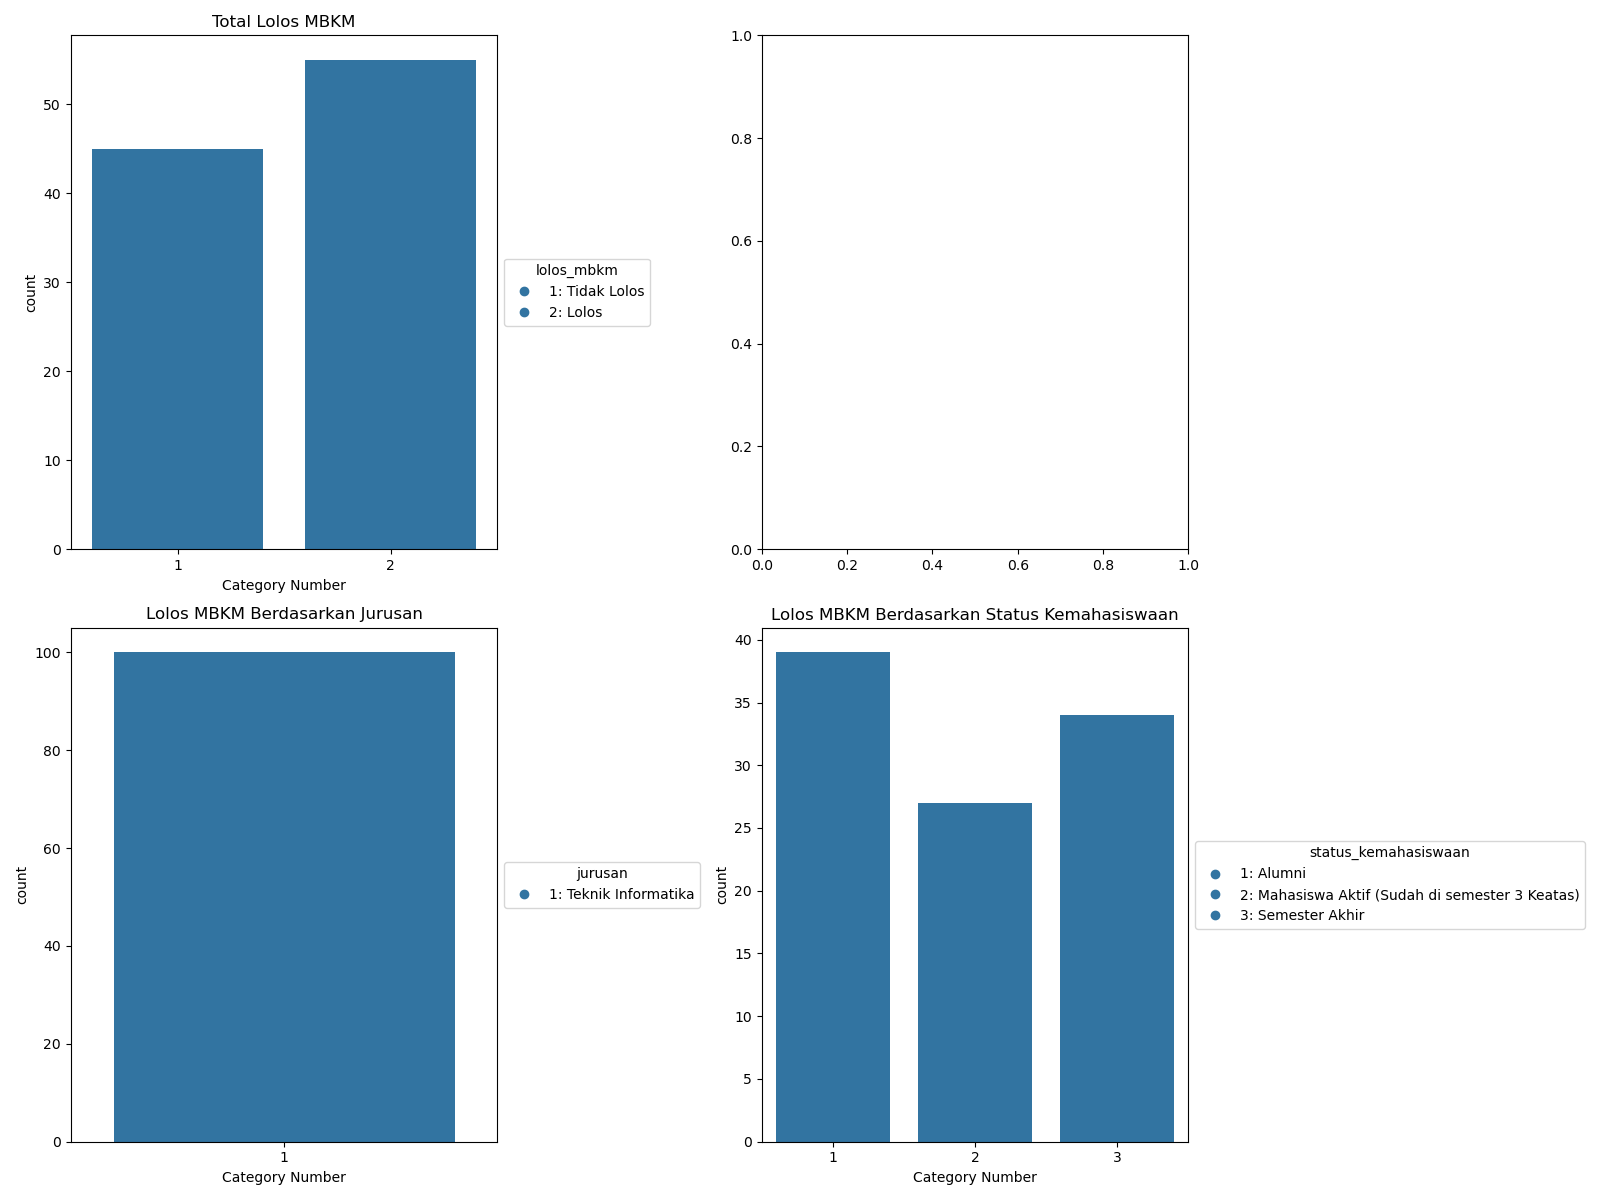 Total Lolos MBKM
50
40
30
20
10
0
count
1
2
Category Number
lolos_mbkm
1: Tidak Lolos
2: Lolos
1.0
0.8
0.6
0.4
0.2
0.0
0.0
0.2
0.4
0.6
0.8
1.0
Lolos MBKM Berdasarkan Jurusan
100
80
60
40
20
0
count
1
Category Number
jurusan
1: Teknik Informatika
Lolos MBKM Berdasarkan Status Kemahasiswaan
40
35
30
25
20
15
10
5
0
count
1
2
3
Category Number
status_kemahasiswaan
1: Alumni
2: Mahasiswa Aktif (Sudah di semester 3 Keatas)
3: Semester Akhir